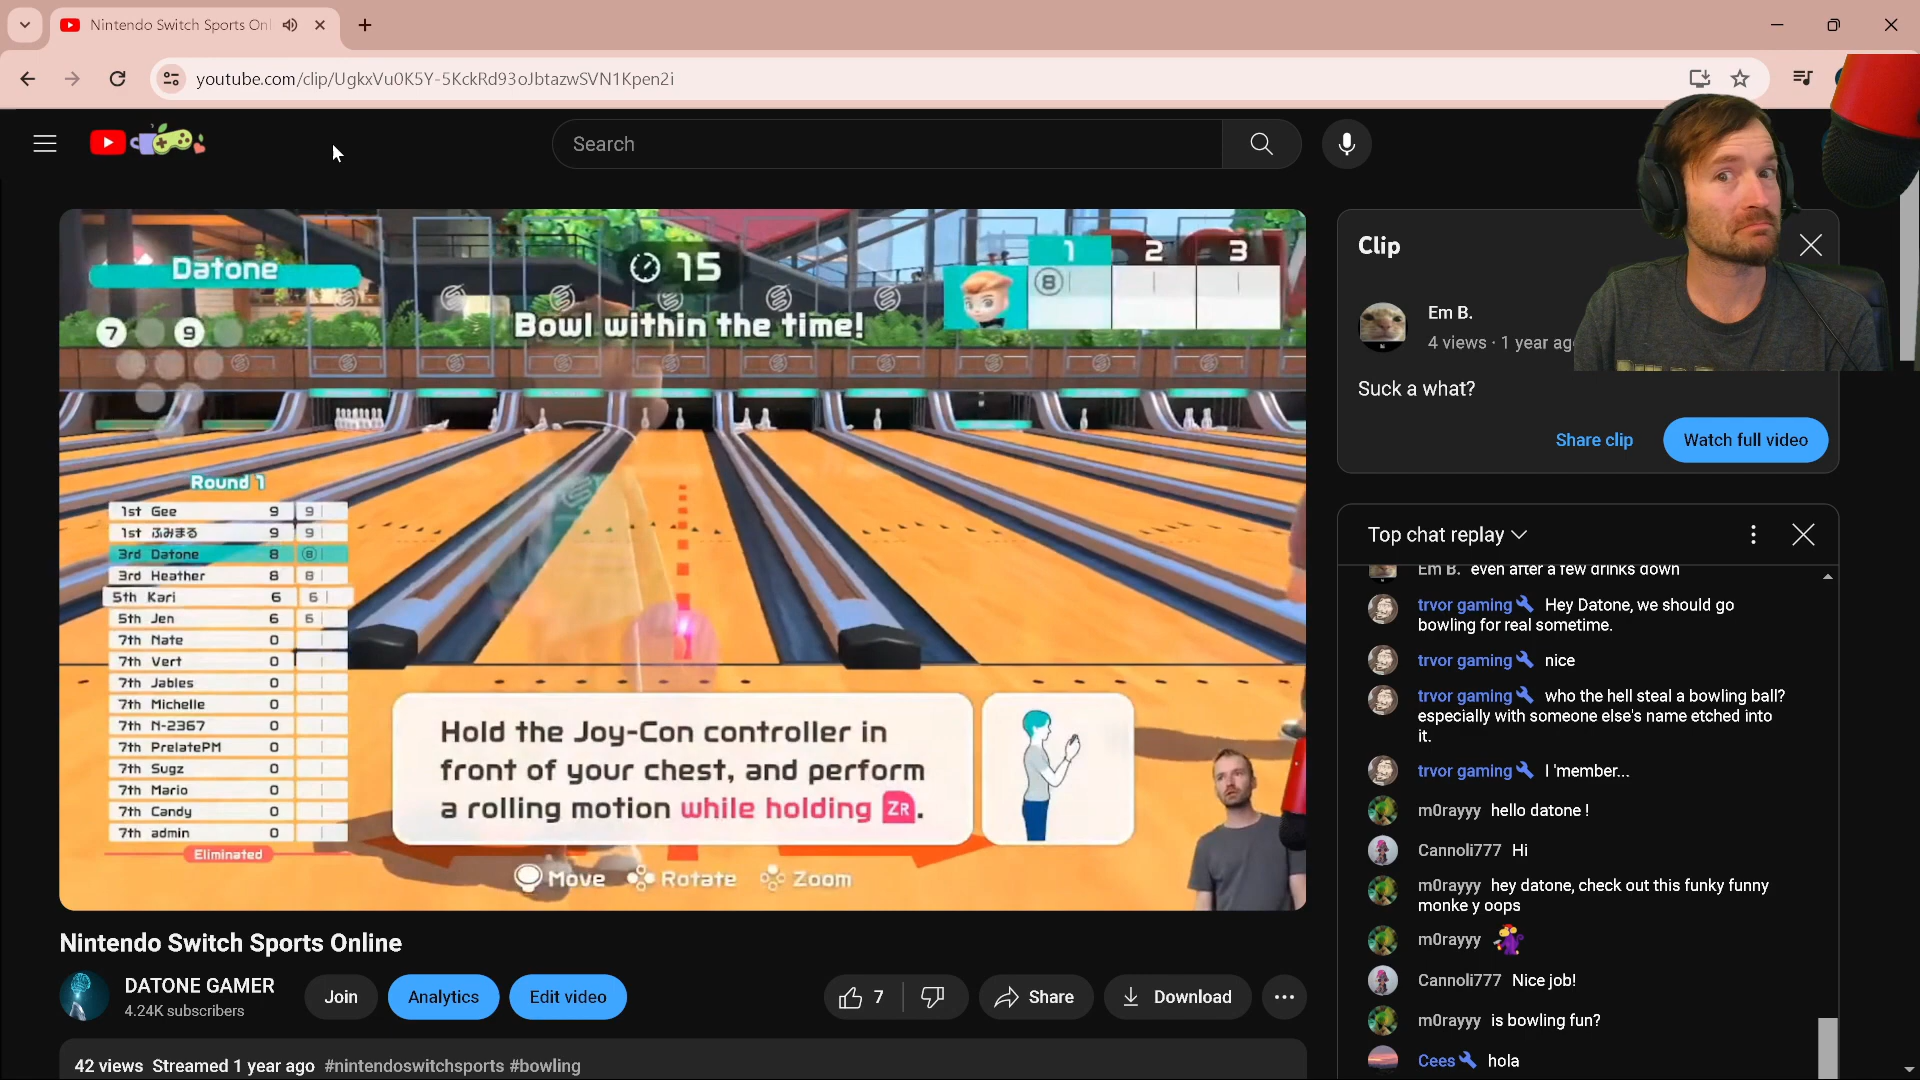 Nintendo Switch Sports Onl
youtube.com/clip/UgkxVu0K5Y-5KckRd93oJbtazwSVN1Kpen2i
Search
Datone
15
Bowl within the time!
1 2 3
8
7 9
Round 1
1st Gee 9 9
1st ふみまる 9 9
3rd Datone 8 8
3rd Heather 8 8
5th Kari 6 6
5th Jen 6 6
7th Nate 0
7th Vert 0
7th Jables 0
7th Michelle 0
7th N-2367 0
7th PrelatePM 0
7th Sugz 0
7th Mario 0
7th Candy 0
7th admin 0
Eliminated
Hold the Joy-Con controller in
front of your chest, and perform
a rolling motion while holding ZR.
Move Rotate Zoom
Nintendo Switch Sports Online
DATONE GAMER
4.24K subscribers
Join
Analytics
Edit video
7
Share
Download
42 views Streamed 1 year ago #nintendoswitchsports #bowling
Clip
Em B.
4 views · 1 year ag
Suck a what?
Share clip
Watch full video
Top chat replay
Em B. even after a few drinks down
trvor gaming Hey Datone, we should go
bowling for real sometime.
trvor gaming nice
trvor gaming who the hell steal a bowling ball?
especially with someone else's name etched into
it.
trvor gaming I 'member...
m0rayyy hello datone !
Cannoli777 Hi
m0rayyy hey datone, check out this funky funny
monke y oops
m0rayyy
Cannoli777 Nice job!
m0rayyy is bowling fun?
Cees hola